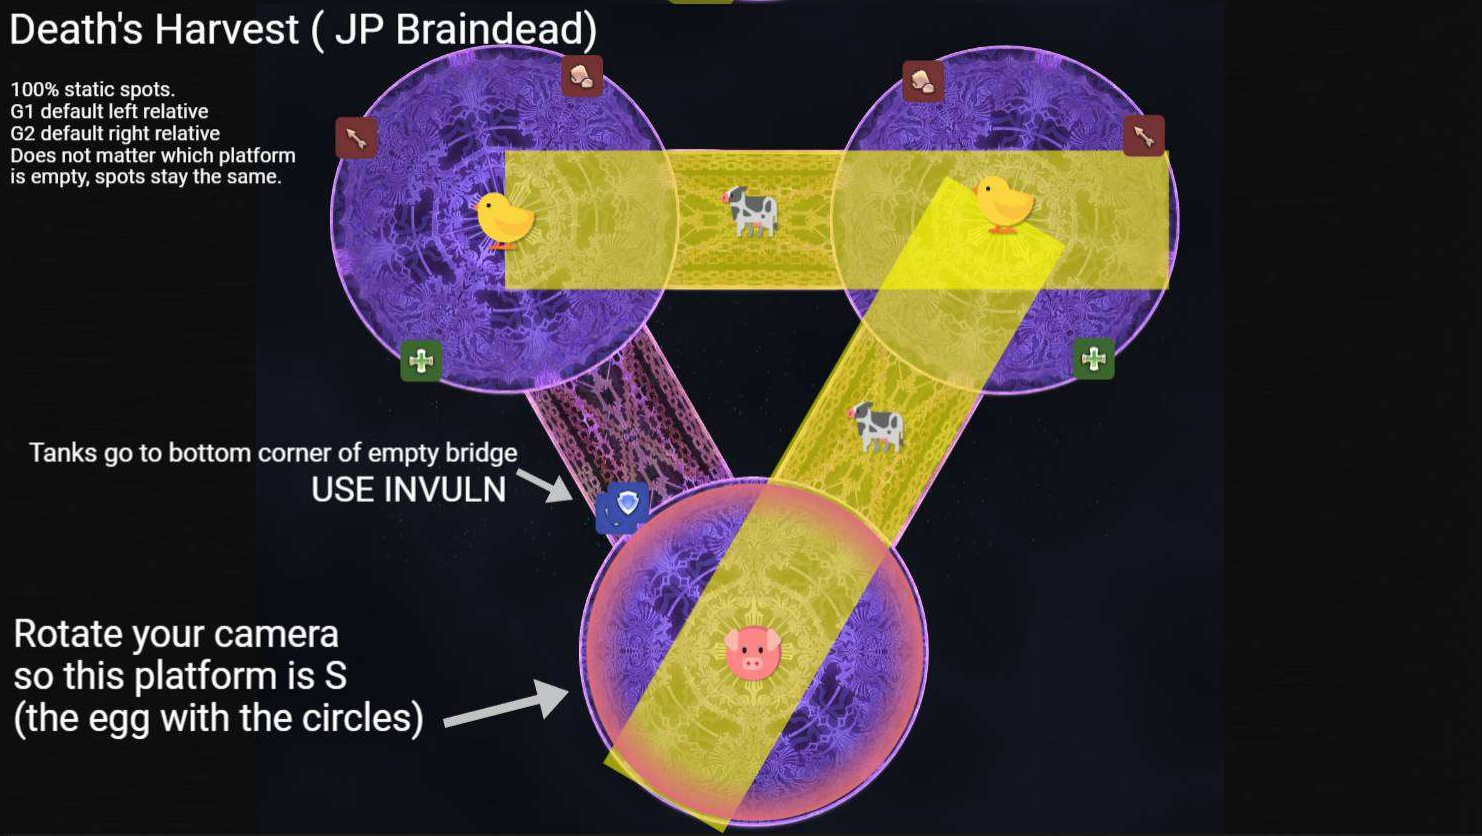 Death's Harvest ( JP Braindead)
100% static spots.
G1 default left relative
G2 default right relative
Does not matter which platform
is empty, spots stay the same.
Tanks go to bottom corner of empty bridge
USE INVULN
Rotate your camera
so this platform is S
(the egg with the circles)